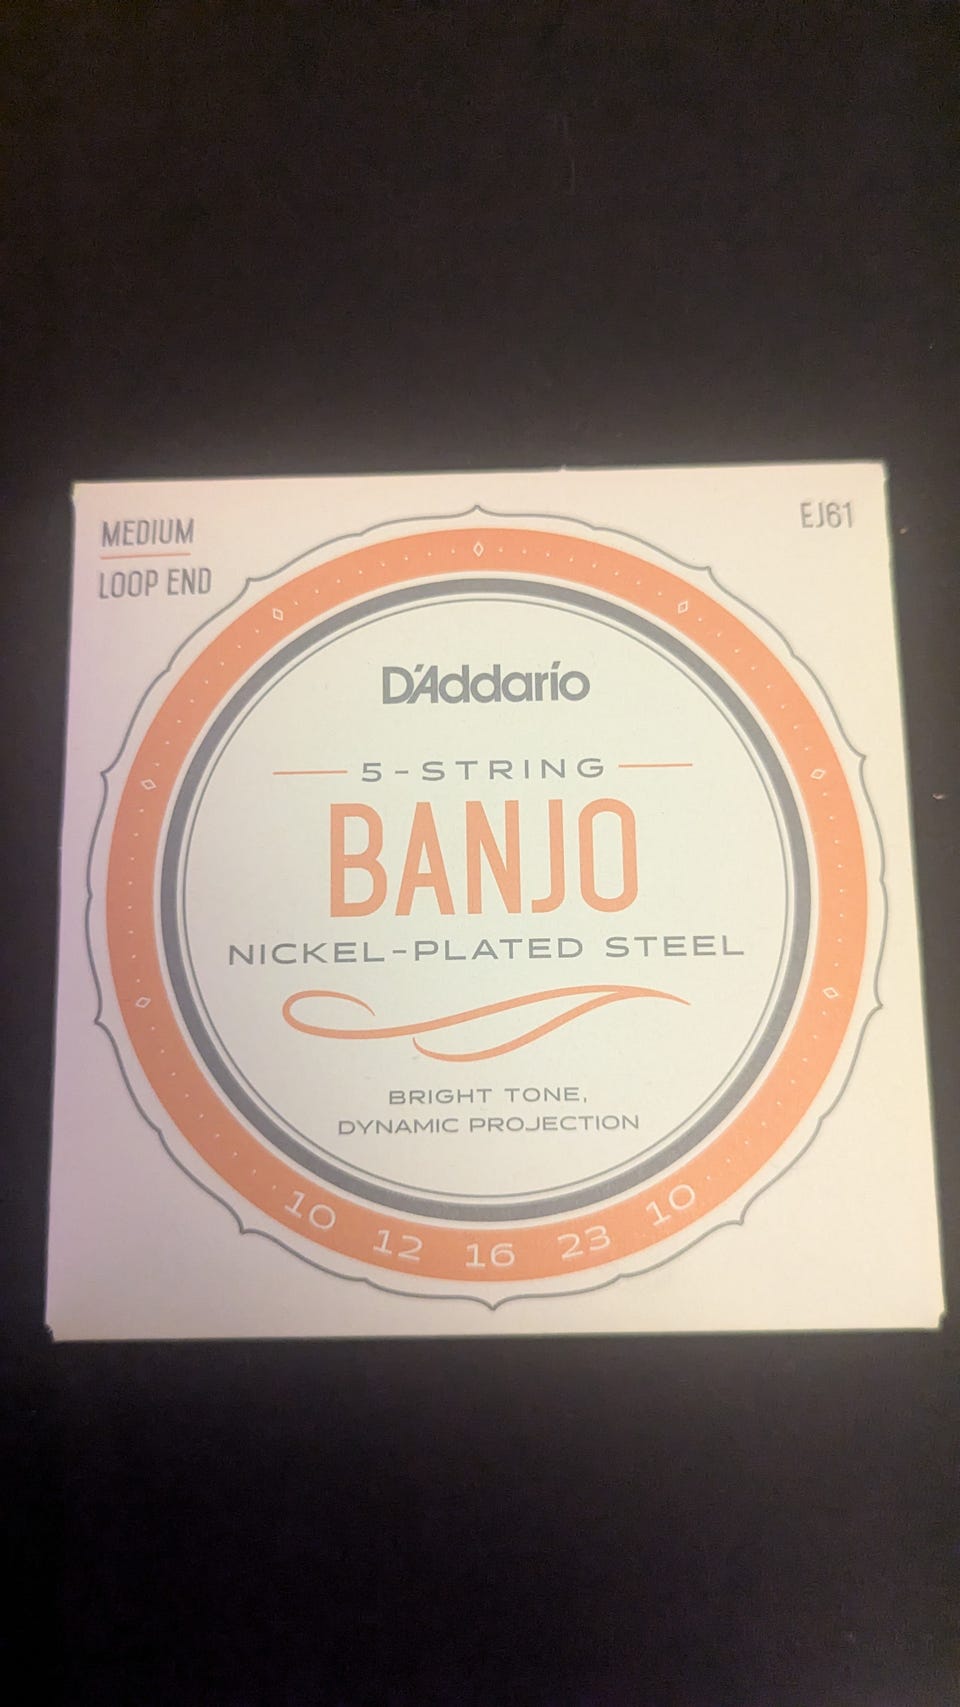 MEDIUM
LOOP END
EJ61
D'Addario
5-STRING
BANJO
NICKEL-PLATED STEEL
BRIGHT TONE,
DYNAMIC PROJECTION
10 12 16 23 10